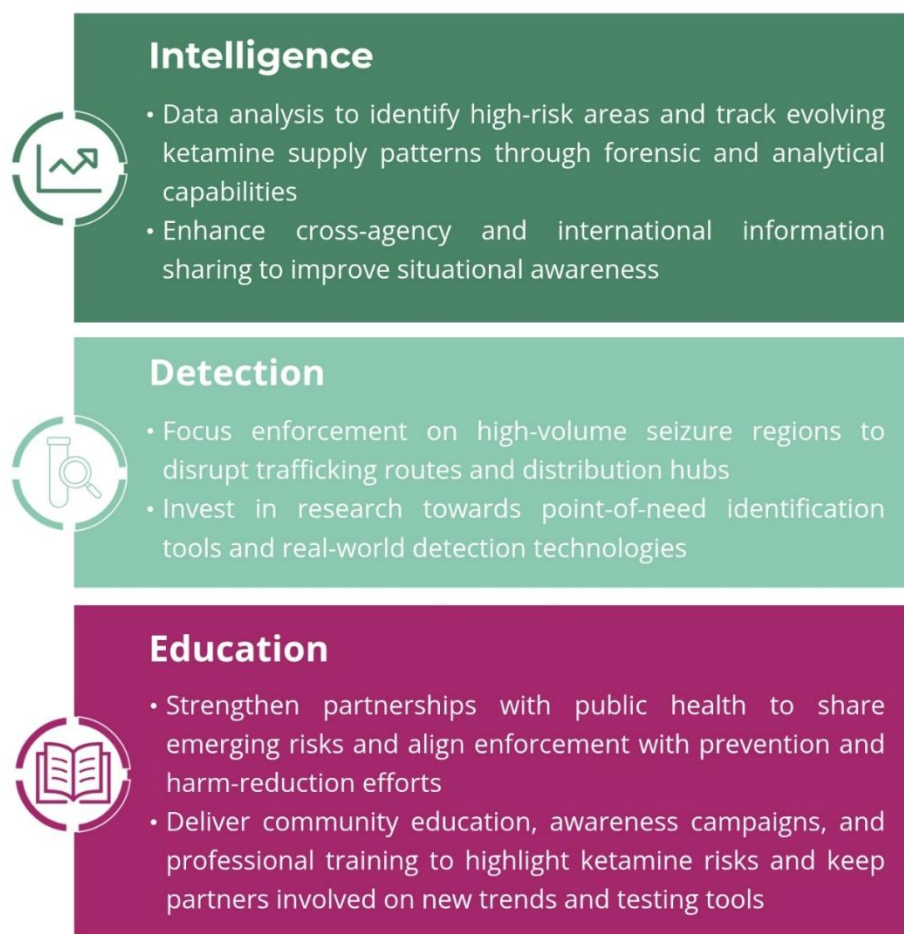 Intelligence
• Data analysis to identify high-risk areas and track evolving
ketamine supply patterns through forensic and analytical
capabilities
• Enhance cross-agency and international information
sharing to improve situational awareness
Detection
• Focus enforcement on high-volume seizure regions to
disrupt trafficking routes and distribution hubs
• Invest in research towards point-of-need identification
tools and real-world detection technologies
Education
• Strengthen partnerships with public health to share
emerging risks and align enforcement with prevention and
harm-reduction efforts
• Deliver community education, awareness campaigns, and
professional training to highlight ketamine risks and keep
partners involved on new trends and testing tools